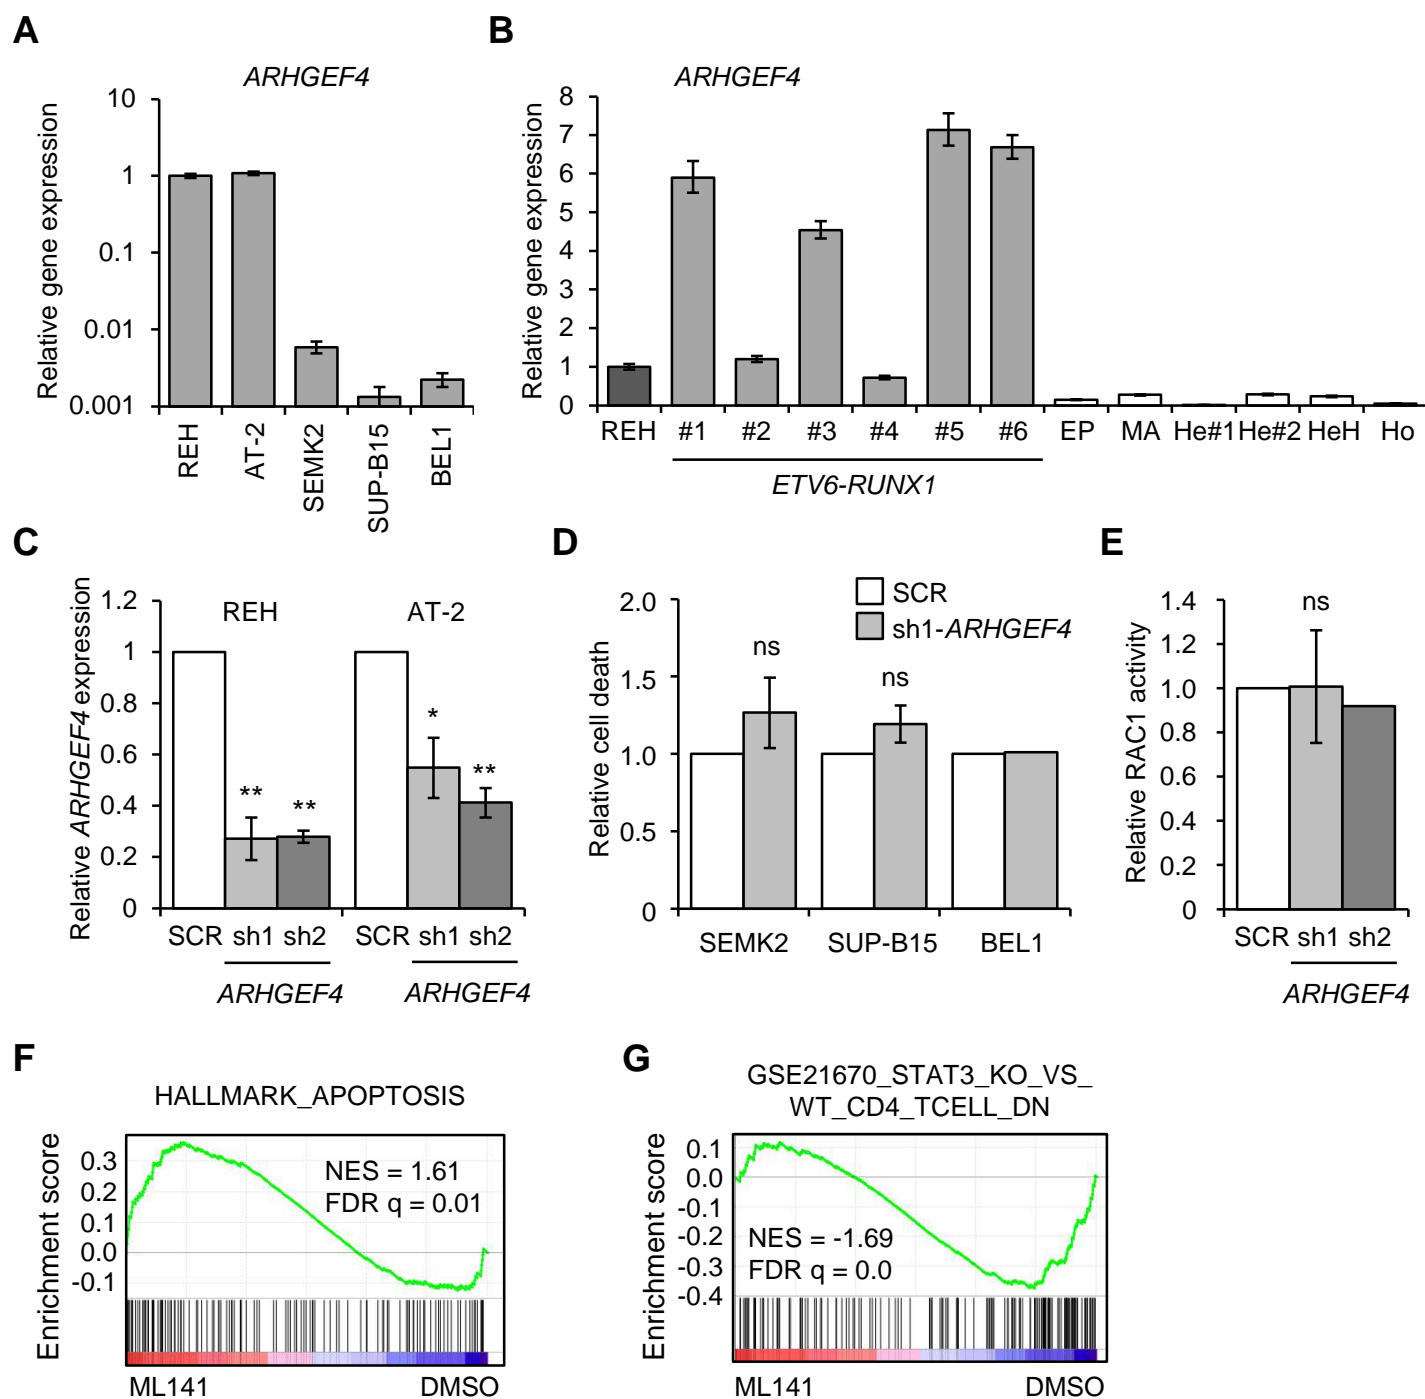 A
ARHGEF4
Relative gene expression
10
1
0.1
0.01
0.001
REH
AT-2
SEMK2
SUP-B15
BEL1
B
ARHGEF4
Relative gene expression
8
7
6
5
4
3
2
1
0
REH #1 #2 #3 #4 #5 #6 EP MA He#1 He#2 HeH Ho
ETV6-RUNX1
C
Relative ARHGEF4 expression
1.2
1
0.8
0.6
0.4
0.2
0
REH AT-2
** **
* **
SCR sh1 sh2 SCR sh1 sh2
ARHGEF4 ARHGEF4
D
Relative cell death
2.0
1.5
1.0
0.5
0
SCR
sh1-ARHGEF4
ns
ns
SEMK2 SUP-B15 BEL1
E
Relative RAC1 activity
1.4
1.2
1.0
0.8
0.6
0.4
0.2
0
ns
SCR sh1 sh2
ARHGEF4
F
HALLMARK_APOPTOSIS
Enrichment score
0.3
0.2
0.1
0.0
-0.1
NES = 1.61
FDR q = 0.01
ML141 DMSO
G
GSE21670_STAT3_KO_VS_
WT_CD4_TCELL_DN
Enrichment score
0.1
0.0
-0.1
-0.2
-0.3
-0.4
NES = -1.69
FDR q = 0.0
ML141 DMSO